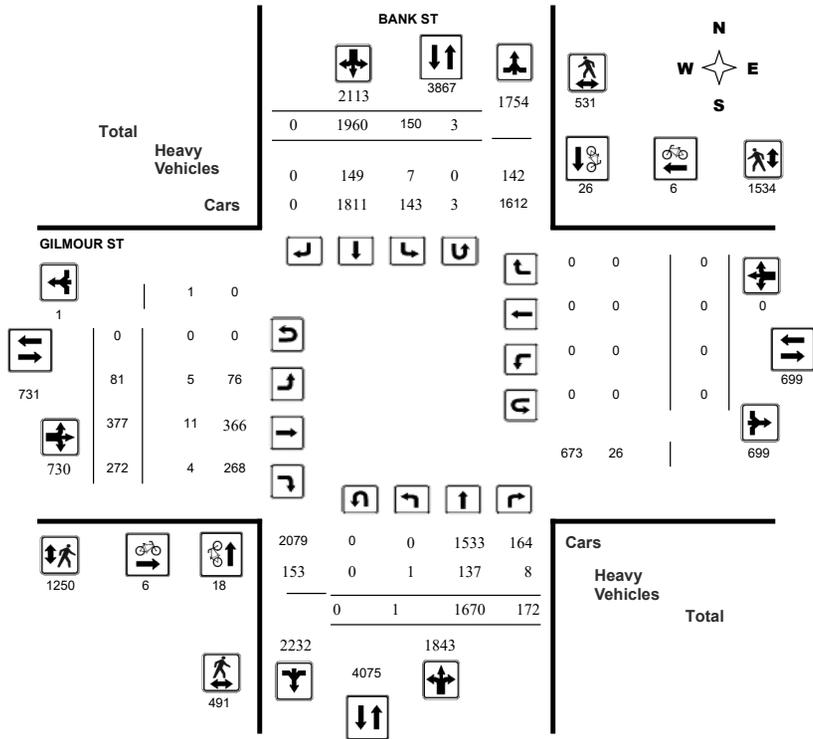 BANK ST
N
W E
S
2113 3867 1754 531
0 1960 150 3
Total
Heavy
Vehicles
0 149 7 0 142
26 6 1534
Cars
0 1811 143 3 1612
GILMOUR ST
0 0 0
1 0
1 0 0 0 0
0 0 0
731 0 0 0 699
81 5 76 0 0 0
377 11 366
730 673 26 699
272 4 268
2079 0 0 1533 164 Cars
153 0 1 137 8 Heavy
Vehicles
1250 6 18
0 1 1670 172 Total
2232 1843
4075
491